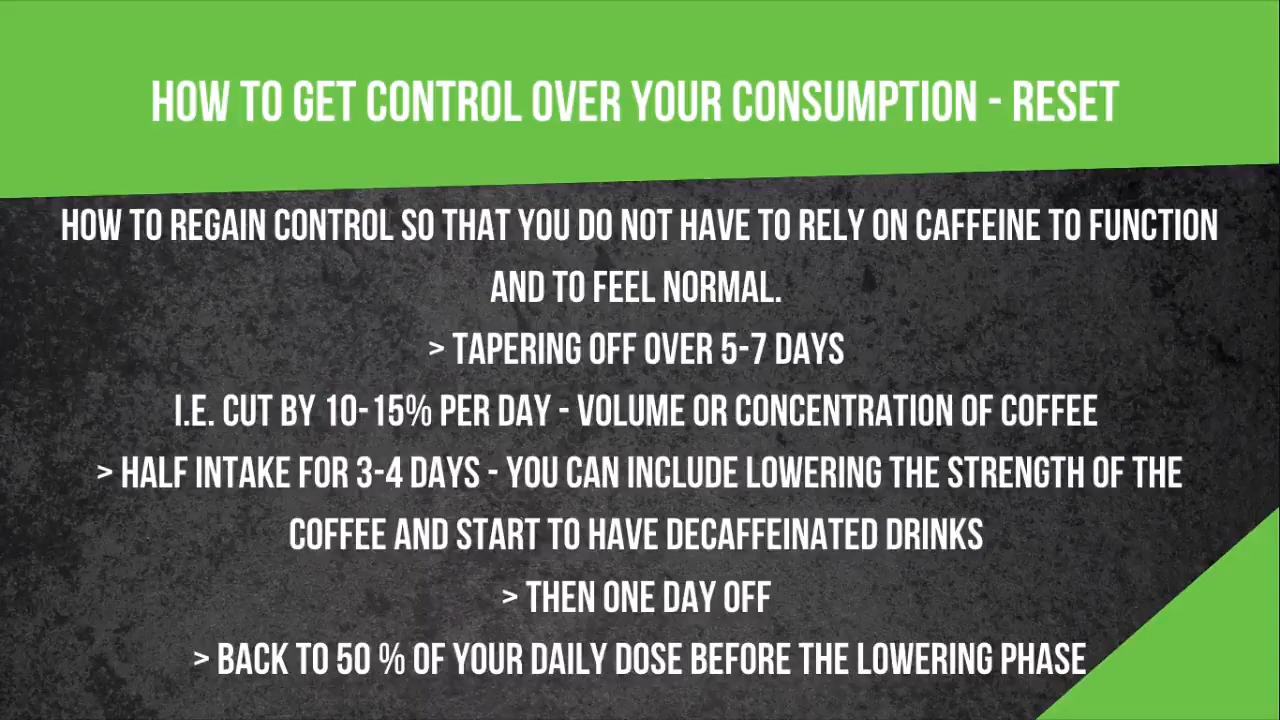 HOW TO GET CONTROL OVER YOUR CONSUMPTION - RESET
HOW TO REGAIN CONTROL SO THAT YOU DO NOT HAVE TO RELY ON CAFFEINE TO FUNCTION
AND TO FEEL NORMAL.
> TAPERING OFF OVER 5-7 DAYS
I.E. CUT BY 10-15% PER DAY - VOLUME OR CONCENTRATION OF COFFEE
> HALF INTAKE FOR 3-4 DAYS - YOU CAN INCLUDE LOWERING THE STRENGTH OF THE
COFFEE AND START TO HAVE DECAFFEINATED DRINKS
> THEN ONE DAY OFF
> BACK TO 50 % OF YOUR DAILY DOSE BEFORE THE LOWERING PHASE